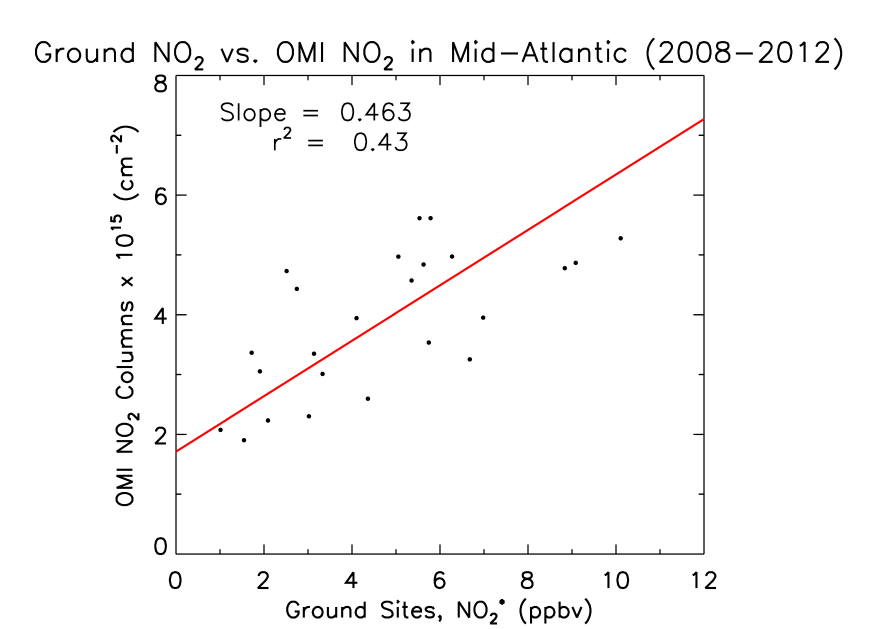 Ground NO₂ vs. OMI NO₂ in Mid−Atlantic (2008−2012)
Slope = 0.463
r² = 0.43
OMI NO₂ Columns x 10¹⁵ (cm⁻²)
8
6
4
2
0
0 2 4 6 8 10 12
Ground Sites, NO₂* (ppbv)